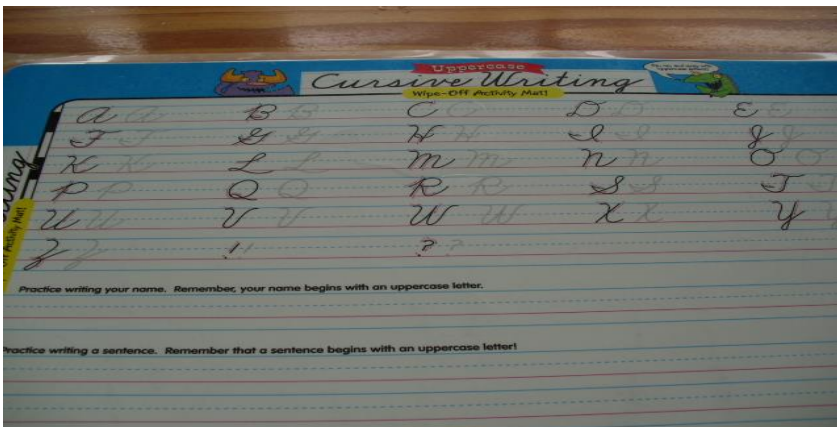 Uppercase
Cursive Writing
Wipe-Off Activity Mat!
A A B B C C D D E E
F F G G H H I I J J
K K L L M M N N O O
P P Q Q R R S S T T
U U V V W W X X Y
Z Z ! ! ? ?
Practice writing your name. Remember, your name begins with an uppercase letter.
Practice writing a sentence. Remember that a sentence begins with an uppercase letter!